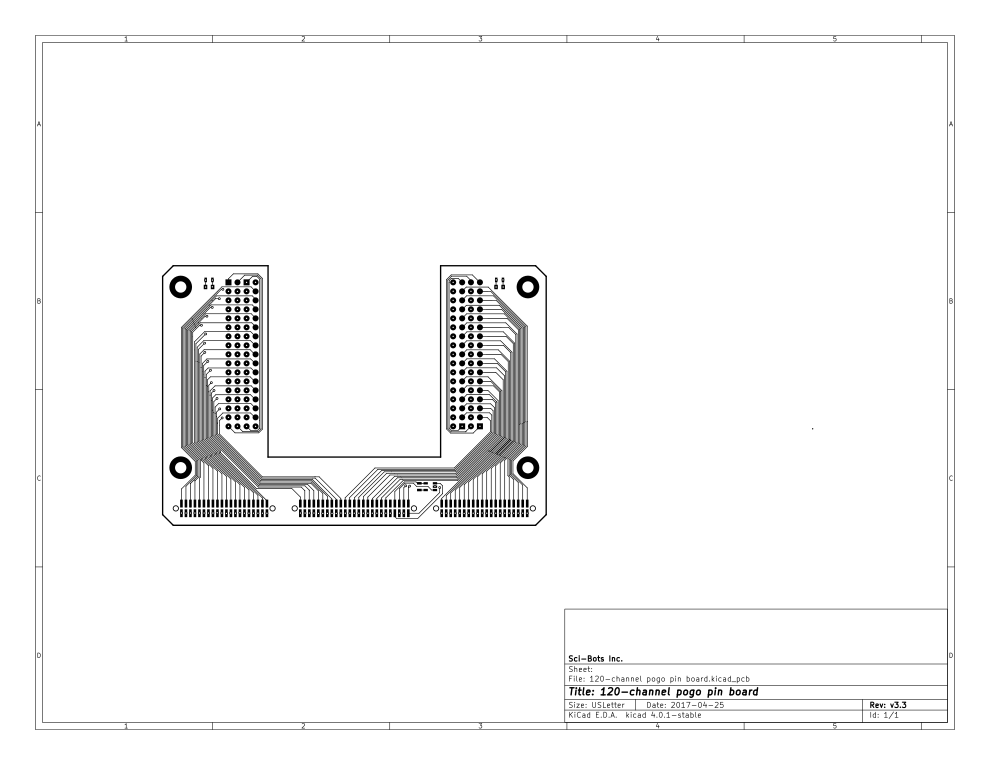 1 2 3 4 5
A A
B B
C C
D D
Sci-Bots Inc.
Sheet:
File: 120-channel pogo pin board.kicad_pcb
Title: 120-channel pogo pin board
Size: USLetter Date: 2017-04-25 Rev: v3.3
KiCad E.D.A. kicad 4.0.1-stable Id: 1/1
1 2 3 4 5